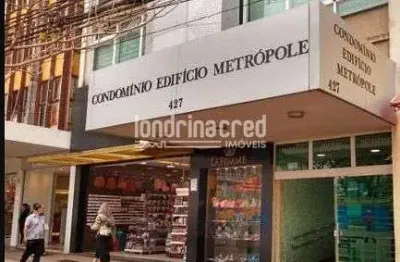 CONDOMÍNIO EDIFÍCIO METRÓPOLE
427
CONDOMÍNIO
EDIFÍCIO
METRÓPOLE
427
londrinacred
IMÓVEIS